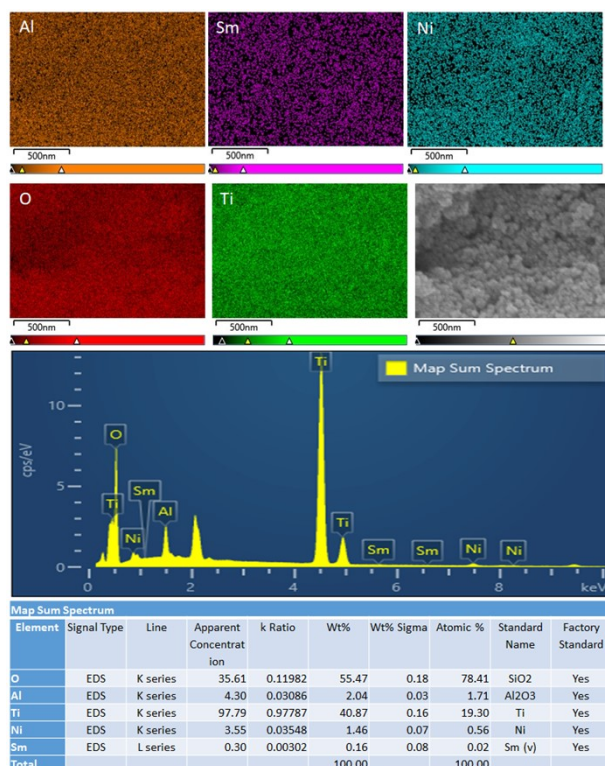 Al Sm Ni
500nm 500nm 500nm
O Ti
500nm 500nm 500nm
Map Sum Spectrum
cps/eV
10
5
0
Ti
O
Ti
Sm
Ni
Al
Ti
Sm
Sm
Ni
Ni
0 2 4 6 8 keV
Map Sum Spectrum
Element Signal Type Line Apparent Concentrat ion k Ratio Wt% Wt% Sigma Atomic % Standard Name Factory Standard
O EDS K series 35.61 0.11982 55.47 0.18 78.41 SiO2 Yes
Al EDS K series 4.30 0.03086 2.04 0.03 1.71 Al2O3 Yes
Ti EDS K series 97.79 0.97787 40.87 0.16 19.30 Ti Yes
Ni EDS K series 3.55 0.03548 1.46 0.07 0.56 Ni Yes
Sm EDS L series 0.30 0.00302 0.16 0.08 0.02 Sm (v) Yes
Total 100.00 100.00